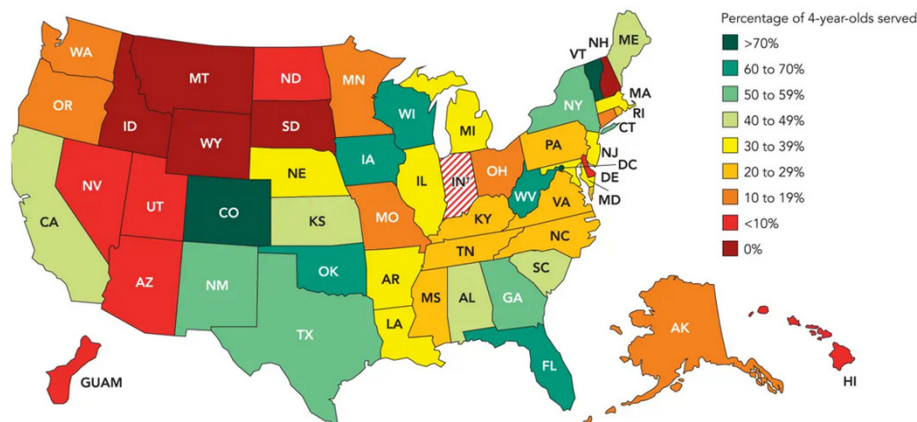 Percentage of 4-year-olds served
>70%
60 to 70%
50 to 59%
40 to 49%
30 to 39%
20 to 29%
10 to 19%
<10%
0%
WA
OR
CA
NV
ID
MT
WY
UT
AZ
CO
NM
ND
SD
NE
KS
OK
TX
MN
IA
MO
AR
LA
WI
IL
MI
IN*
OH
KY
TN
MS
AL
GA
FL
SC
NC
VA
WV
PA
NY
VT
NH
ME
MA
RI
CT
NJ
DC
DE
MD
GUAM
AK
HI